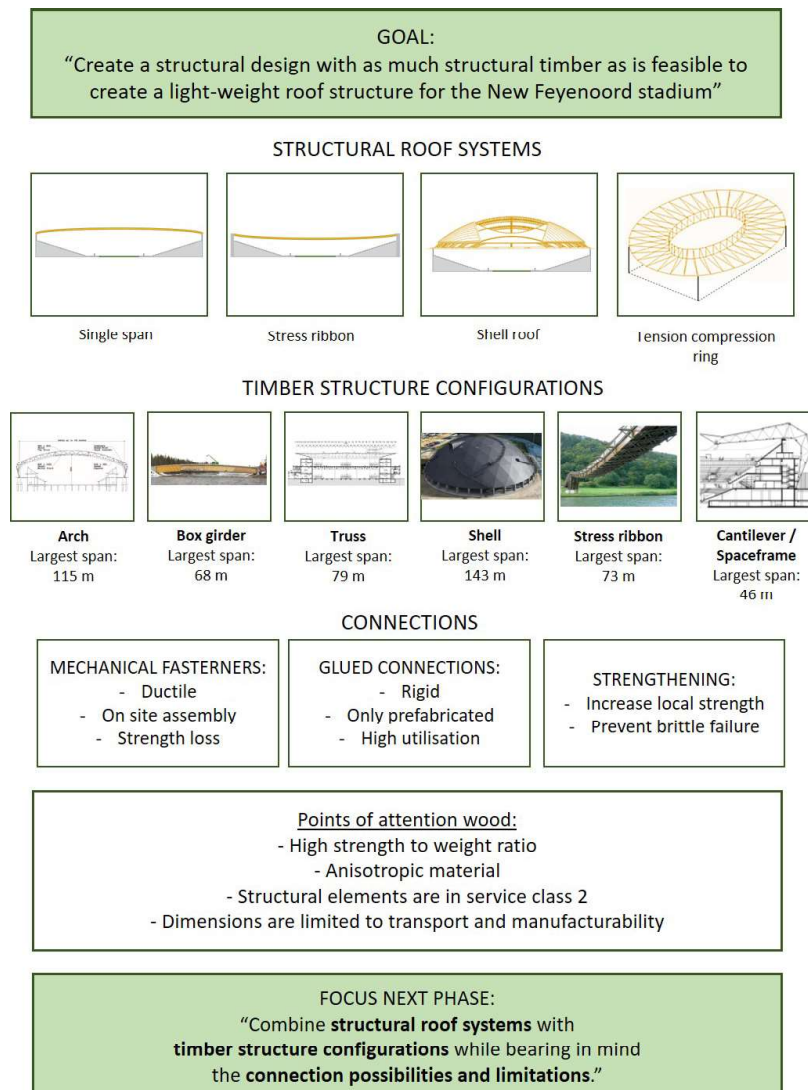 GOAL:
“Create a structural design with as much structural timber as is feasible to
create a light-weight roof structure for the New Feyenoord stadium”
STRUCTURAL ROOF SYSTEMS
Single span
Stress ribbon
Shell roof
Tension compression
ring
TIMBER STRUCTURE CONFIGURATIONS
Arch
Largest span:
115 m
Box girder
Largest span:
68 m
Truss
Largest span:
79 m
Shell
Largest span:
143 m
Stress ribbon
Largest span:
73 m
Cantilever /
Spaceframe
Largest span:
46 m
CONNECTIONS
MECHANICAL FASTERNERS:
- Ductile
- On site assembly
- Strength loss
GLUED CONNECTIONS:
- Rigid
- Only prefabricated
- High utilisation
STRENGTHENING:
- Increase local strength
- Prevent brittle failure
Points of attention wood:
- High strength to weight ratio
- Anisotropic material
- Structural elements are in service class 2
- Dimensions are limited to transport and manufacturability
FOCUS NEXT PHASE:
“Combine structural roof systems with
timber structure configurations while bearing in mind
the connection possibilities and limitations.”